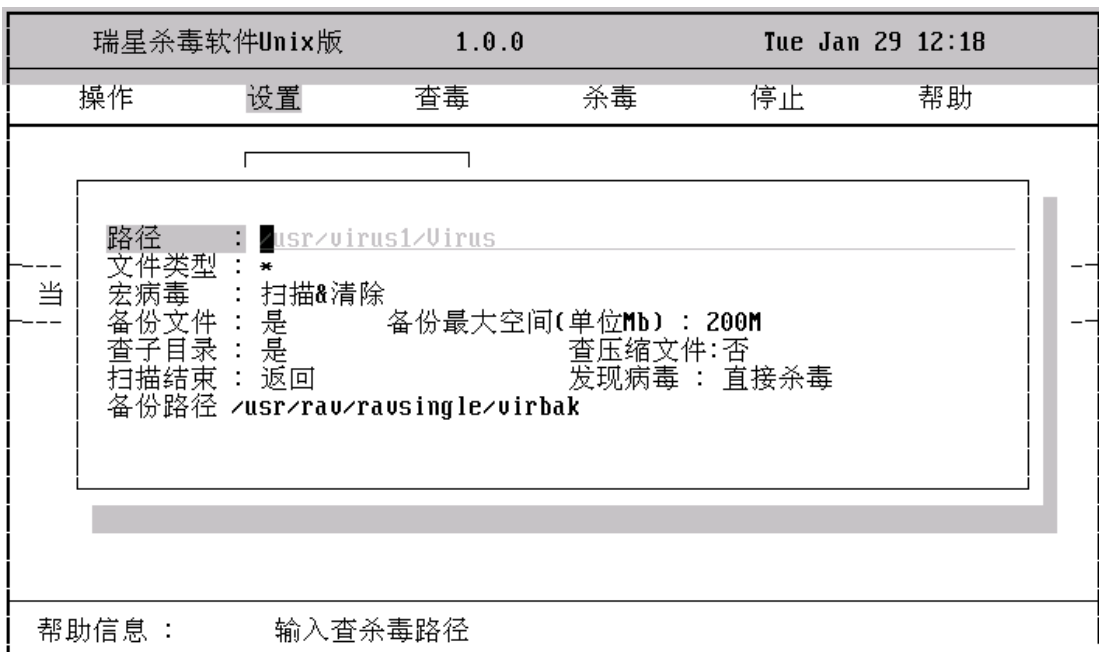 瑞星杀毒软件Unix版 1.0.0 Tue Jan 29 12:18
操作 设置 查毒 杀毒 停止 帮助
路径 : /usr/virus1/Virus
文件类型 : *
当 宏病毒 : 扫描&清除
备份文件 : 是 备份最大空间(单位Mb) : 200M
查子目录 : 是 查压缩文件:否
扫描结束 : 返回 发现病毒 : 直接杀毒
备份路径 /usr/rav/ravsingle/virbak
帮助信息 : 输入查杀毒路径